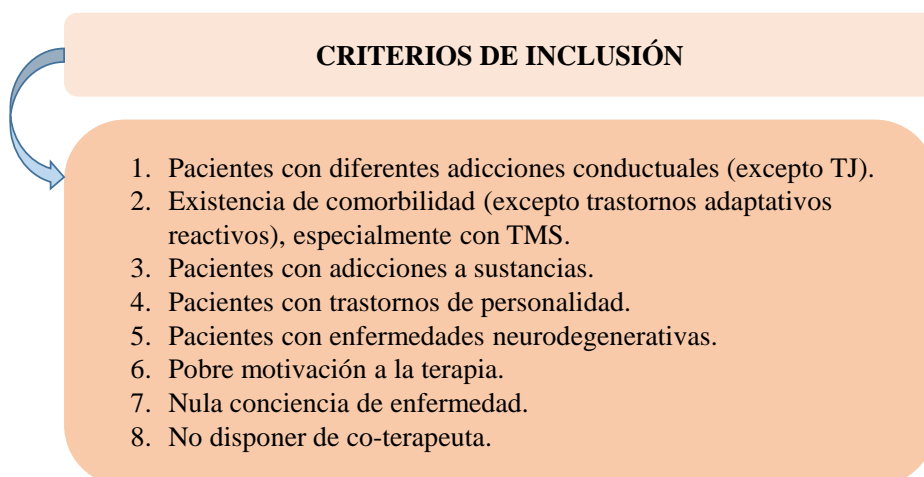 CRITERIOS DE INCLUSIÓN
1. Pacientes con diferentes adicciones conductuales (excepto TJ).
2. Existencia de comorbilidad (excepto trastornos adaptativos
reactivos), especialmente con TMS.
3. Pacientes con adicciones a sustancias.
4. Pacientes con trastornos de personalidad.
5. Pacientes con enfermedades neurodegenerativas.
6. Pobre motivación a la terapia.
7. Nula conciencia de enfermedad.
8. No disponer de co-terapeuta.